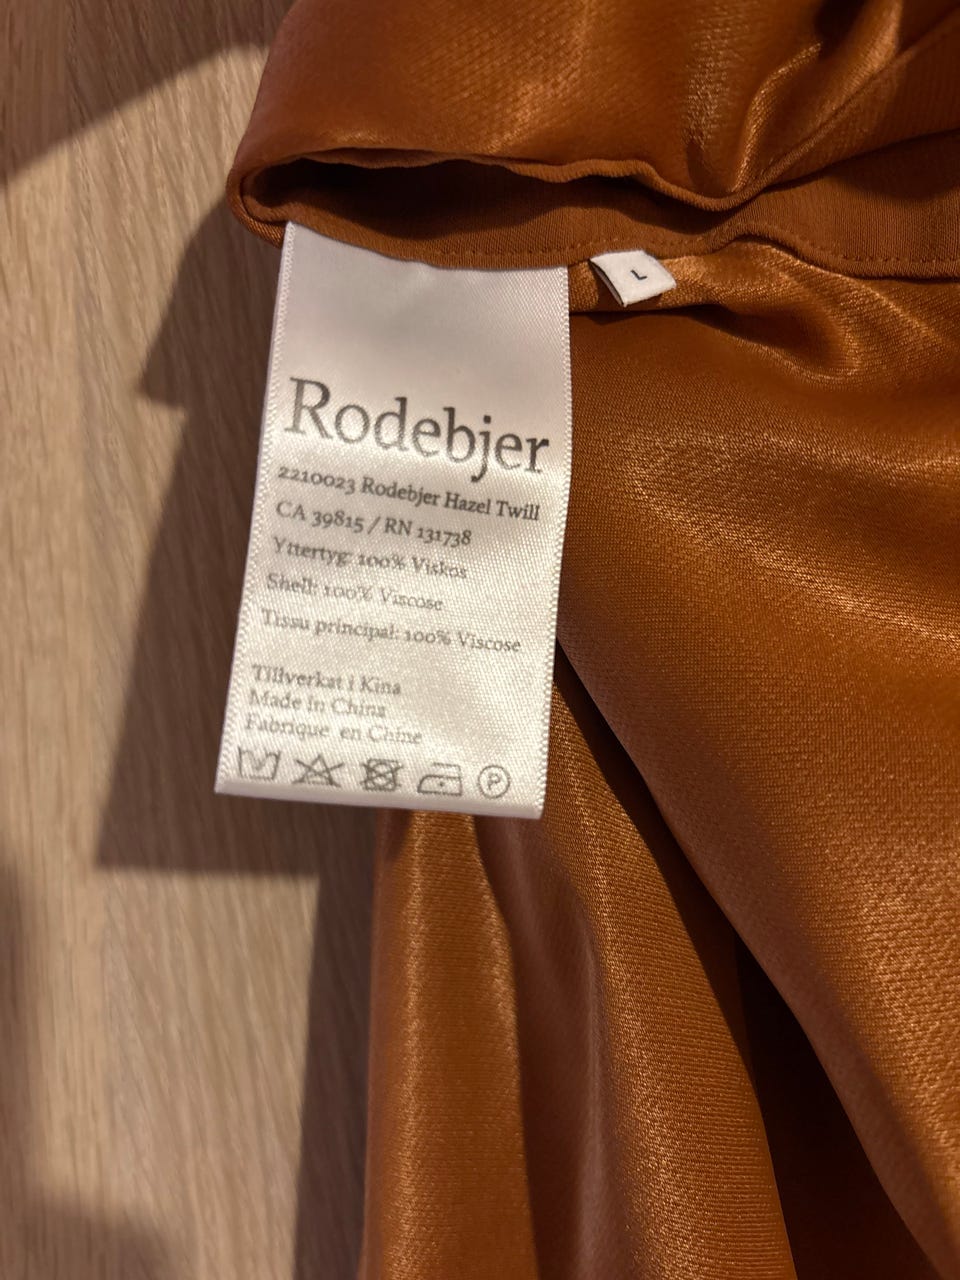 L
Rodebjer
2210023 Rodebjer Hazel Twill
CA 39815 / RN 131738
Yttertyg: 100% Viskos
Shell: 100% Viscose
Tissu principal: 100% Viscose
Tillverkat i Kina
Made in China
Fabrique en Chine
P